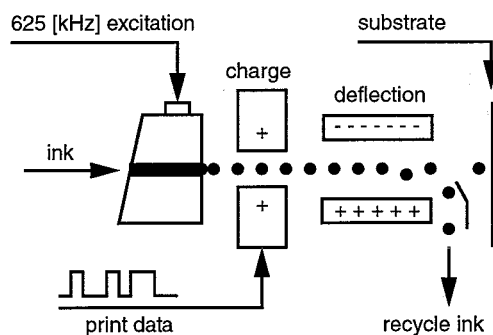 625 [kHz] excitation
substrate
charge
deflection
+
- - - - - - -
ink
+
+ + + + +
print data
recycle ink